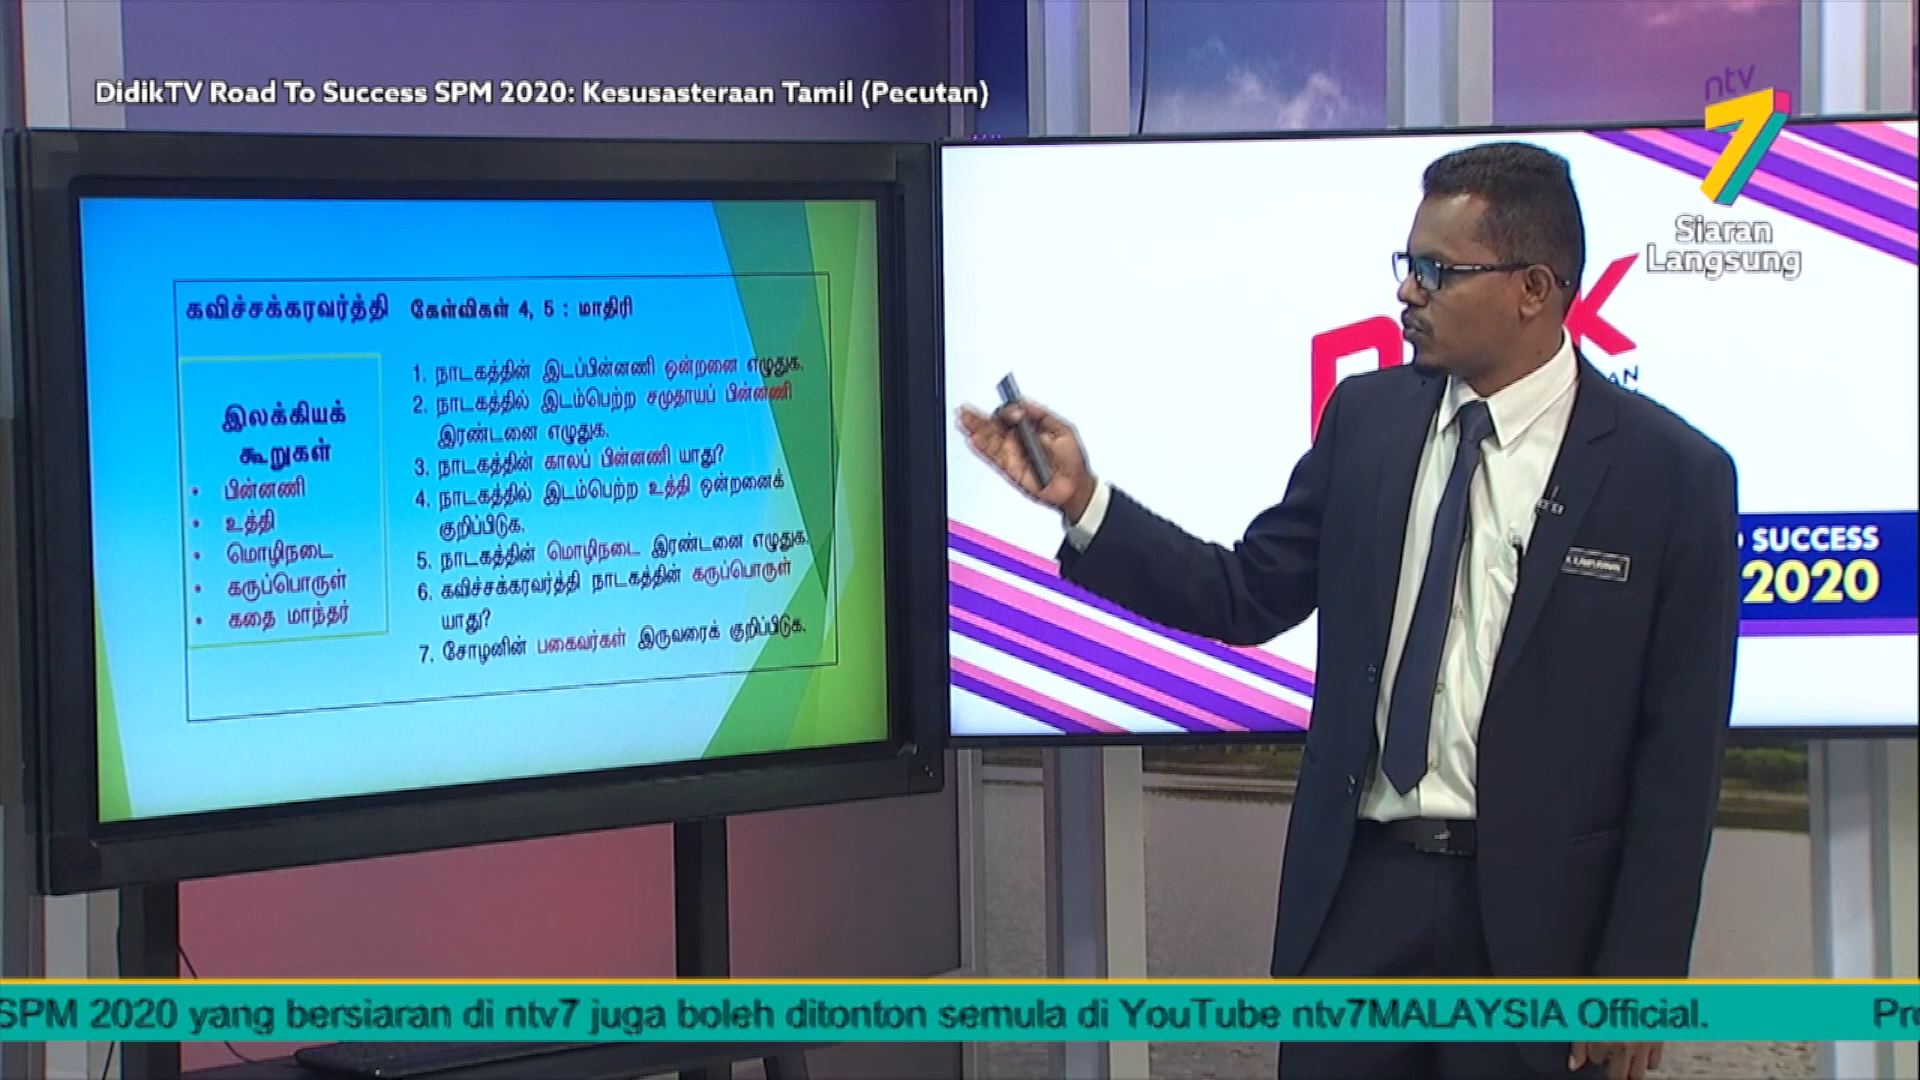 DidikTV Road To Success SPM 2020: Kesusasteraan Tamil (Pecutan)
ntv
7
Siaran
Langsung
கவிச்சக்கரவர்த்தி கேள்விகள் 4, 5 : மாதிரி
இலக்கியக்
கூறுகள்
• பின்னணி
• உத்தி
• மொழிநடை
• கருப்பொருள்
• கதை மாந்தர்
1. நாடகத்தின் இடப்பின்னணி ஒன்றனை எழுதுக.
2. நாடகத்தில் இடம்பெற்ற சமுதாயப் பின்னணி
இரண்டனை எழுதுக.
3. நாடகத்தின் காலப் பின்னணி யாது?
4. நாடகத்தில் இடம்பெற்ற உத்தி ஒன்றனைக்
குறிப்பிடுக.
5. நாடகத்தின் மொழிநடை இரண்டனை எழுதுக.
6. கவிச்சக்கரவர்த்தி நாடகத்தின் கருப்பொருள்
யாது?
7. சோழனின் பகைவர்கள் இருவரைக் குறிப்பிடுக.
K
AN
SUCCESS
2020
SPM 2020 yang bersiaran di ntv7 juga boleh ditonton semula di YouTube ntv7MALAYSIA Official. Pro